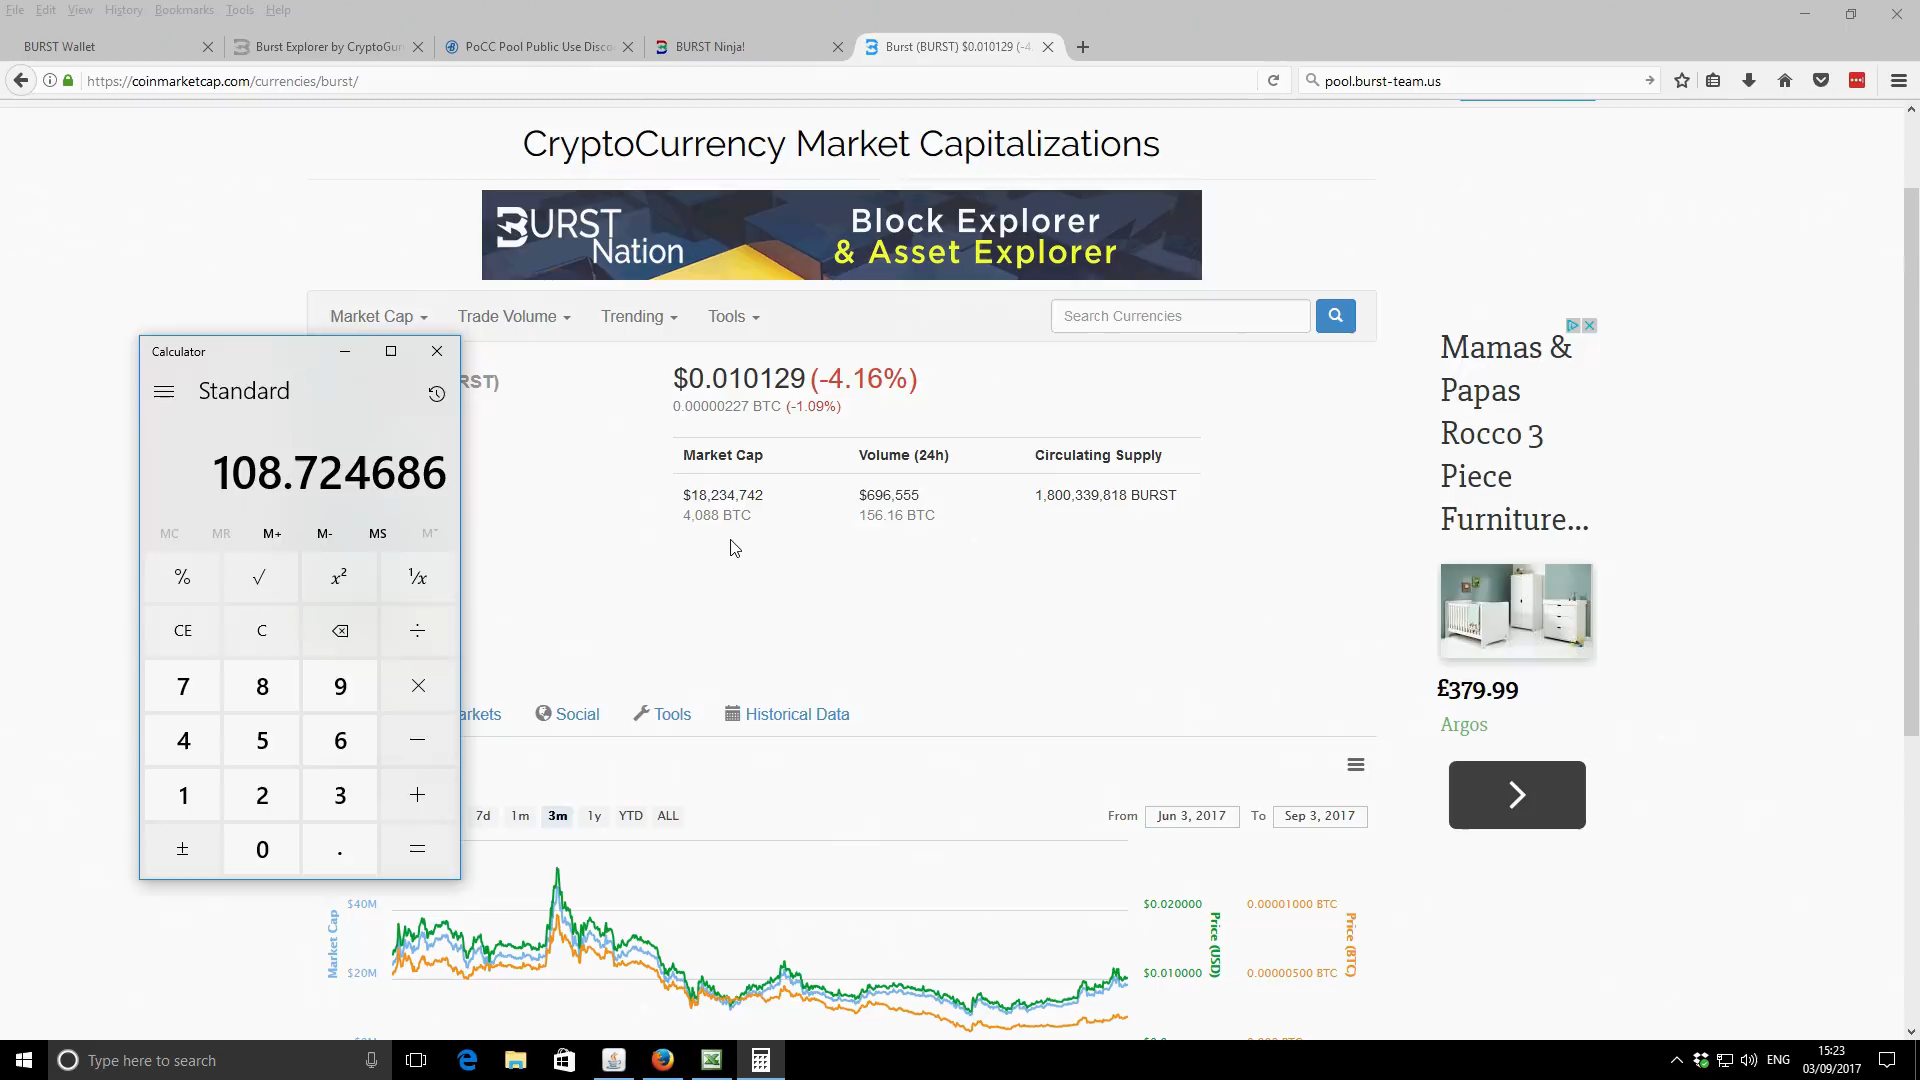 File Edit View History Bookmarks Tools Help
BURST Wallet
Burst Explorer by CryptoGur
PoCC Pool Public Use Disco
BURST Ninja!
Burst (BURST) $0.010129 (-4.
https://coinmarketcap.com/currencies/burst/
pool.burst-team.us
CryptoCurrency Market Capitalizations
BURST
Nation
Block Explorer
& Asset Explorer
Market Cap
Trade Volume
Trending
Tools
Search Currencies
Calculator
Standard
108.724686
MC MR M+ M- MS M˅
% √ x² ¹/x
CE C ÷
7 8 9 ×
4 5 6 −
1 2 3 +
± 0 . =
RST)
$0.010129 (-4.16%)
0.00000227 BTC (-1.09%)
Market Cap Volume (24h) Circulating Supply
$18,234,742 $696,555 1,800,339,818 BURST
4,088 BTC 156.16 BTC
arkets Social Tools Historical Data
7d 1m 3m 1y YTD ALL
From Jun 3, 2017 To Sep 3, 2017
$40M
$20M
Market Cap
$0.020000
$0.010000
Price (USD)
0.00001000 BTC
0.00000500 BTC
Price (BTC)
Mamas &
Papas
Rocco 3
Piece
Furniture...
£379.99
Argos
Type here to search
ENG
15:23
03/09/2017